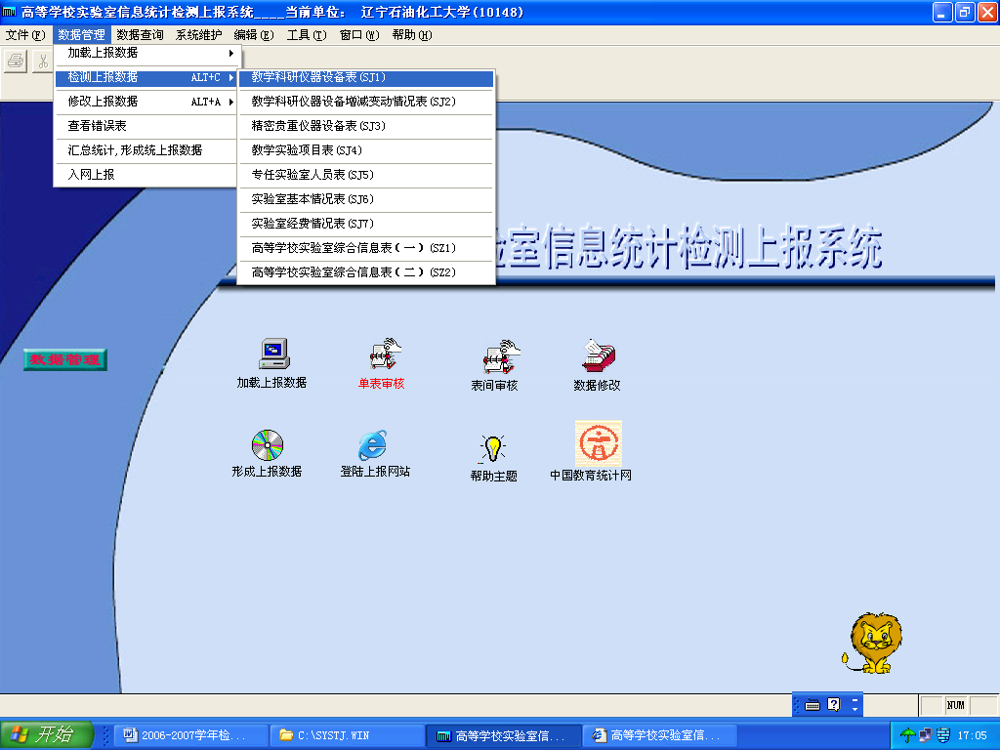 高等学校实验室信息统计检测上报系统____当前单位： 辽宁石油化工大学(10148)
文件(F) 数据管理 数据查询 系统维护 编辑(E) 工具(T) 窗口(W) 帮助(H)
加载上报数据
检测上报数据 ALT+C
修改上报数据 ALT+A
查看错误表
汇总统计,形成统上报数据
入网上报
教学科研仪器设备表(SJ1)
教学科研仪器设备增减变动情况表(SJ2)
精密贵重仪器设备表(SJ3)
教学实验项目表(SJ4)
专任实验室人员表(SJ5)
实验室基本情况表(SJ6)
实验室经费情况表(SJ7)
高等学校实验室综合信息表(一)(SZ1)
高等学校实验室综合信息表(二)(SZ2)
验室信息统计检测上报系统
数据管理
加载上报数据 单表审核 表间审核 数据修改
形成上报数据 登陆上报网站 帮助主题 中国教育统计网
NUM
开始 2006-2007学年检... C:\SYSTJ.WIN 高等学校实验室信... 高等学校实验室信... 17:05